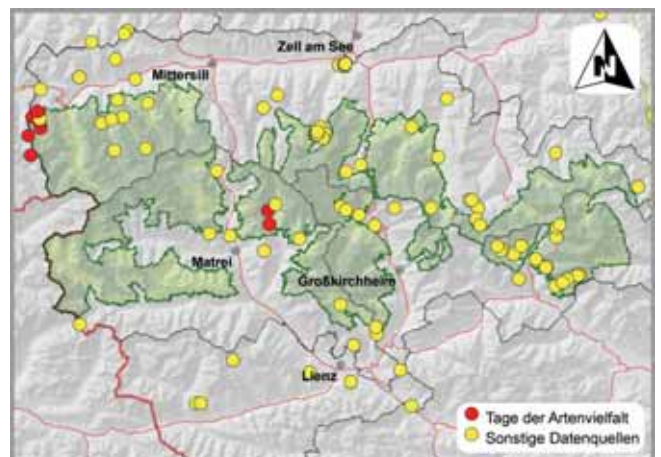 Zell am See
N
Mittersill
Matrei
Großkirchheim
Lienz
Tage der Artenvielfalt
Sonstige Datenquellen